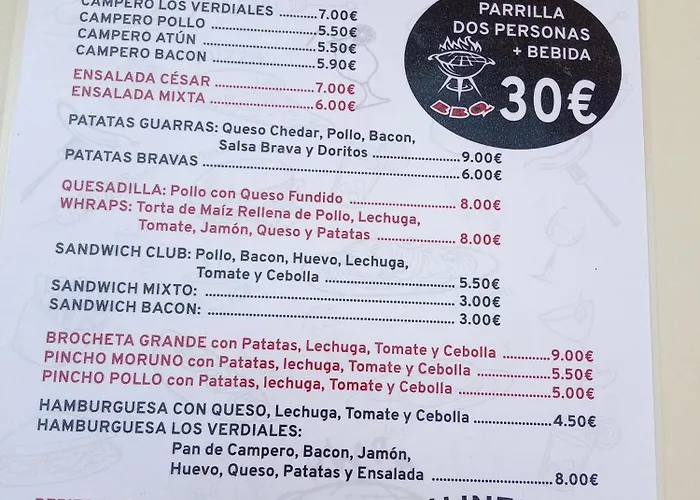 CAMPERO LOS VERDIALES ..........7.00€
CAMPERO POLLO ..........5.50€
CAMPERO ATÚN ..........5.50€
CAMPERO BACON ..........5.90€
PARRILLA
DOS PERSONAS
+ BEBIDA
BBQ 30€
ENSALADA CÉSAR ..........7.00€
ENSALADA MIXTA ..........6.00€
PATATAS GUARRAS: Queso Chedar, Pollo, Bacon,
Salsa Brava y Doritos ..........9.00€
PATATAS BRAVAS ..........6.00€
QUESADILLA: Pollo con Queso Fundido .......... 8.00€
WHRAPS: Torta de Maíz Rellena de Pollo, Lechuga,
Tomate, Jamón, Queso y Patatas .......... 8.00€
SANDWICH CLUB: Pollo, Bacon, Huevo, Lechuga,
Tomate y Cebolla .......... 5.50€
SANDWICH MIXTO: .......... 3.00€
SANDWICH BACON: .......... 3.00€
BROCHETA GRANDE con Patatas, Lechuga, Tomate y Cebolla ..........9.00€
PINCHO MORUNO con Patatas, lechuga, Tomate y Cebolla ..........5.50€
PINCHO POLLO con Patatas, lechuga, Tomate y Cebolla ..........5.00€
HAMBURGUESA CON QUESO, Lechuga, Tomate y Cebolla ..........4.50€
HAMBURGUESA LOS VERDIALES:
Pan de Campero, Bacon, Jamón,
Huevo, Queso, Patatas y Ensalada ..........8.00€